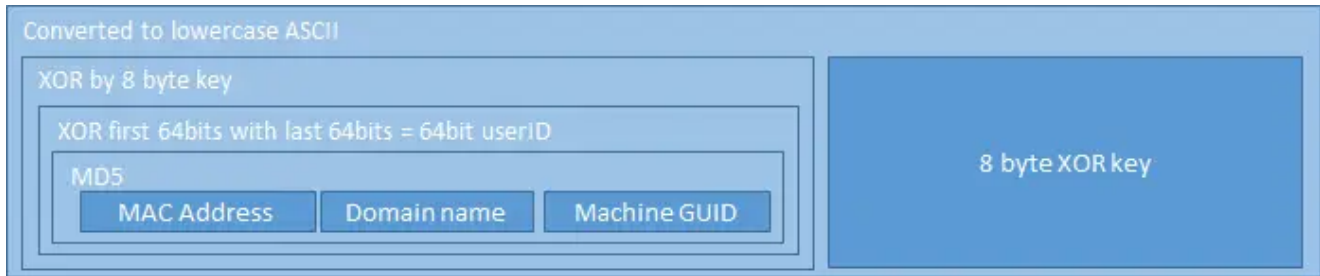 Converted to lowercase ASCII
XOR by 8 byte key
XOR first 64bits with last 64bits = 64bit userID
MD5
MAC Address Domain name Machine GUID
8 byte XOR key